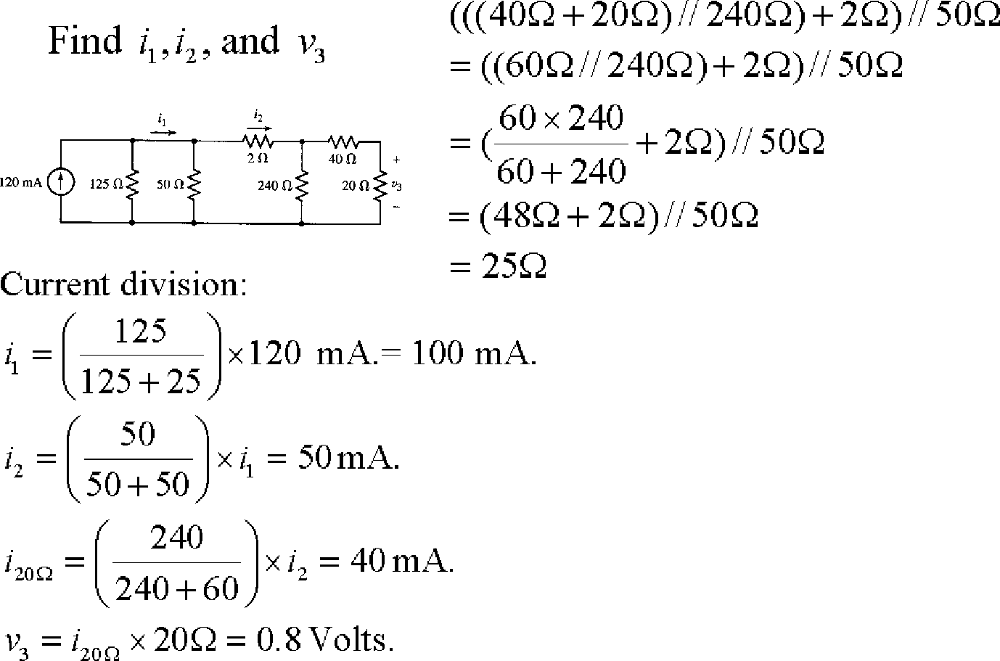 Find i₁, i₂, and v₃
(((40Ω + 20Ω) // 240Ω) + 2Ω) // 50Ω
= ((60Ω // 240Ω) + 2Ω) // 50Ω
= (60 × 240 / 60 + 240 + 2Ω) // 50Ω
= (48Ω + 2Ω) // 50Ω
= 25Ω
i₁
i₂
2 Ω
40 Ω
+
120 mA
125 Ω
50 Ω
240 Ω
20 Ω
v₃
−
Current division:
i₁ = (125 / 125 + 25) × 120 mA. = 100 mA.
i₂ = (50 / 50 + 50) × i₁ = 50 mA.
i₂₀Ω = (240 / 240 + 60) × i₂ = 40 mA.
v₃ = i₂₀Ω × 20Ω = 0.8 Volts.